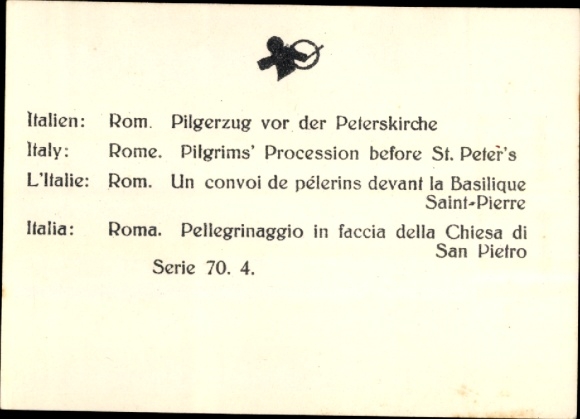 Italien: Rom. Pilgerzug vor der Peterskirche
Italy: Rome. Pilgrims' Procession before St. Peter's
L'Italie: Rom. Un convoi de pélerins devant la Basilique
Saint-Pierre
Italia: Roma. Pellegrinaggio in faccia della Chiesa di
San Pietro
Serie 70. 4.